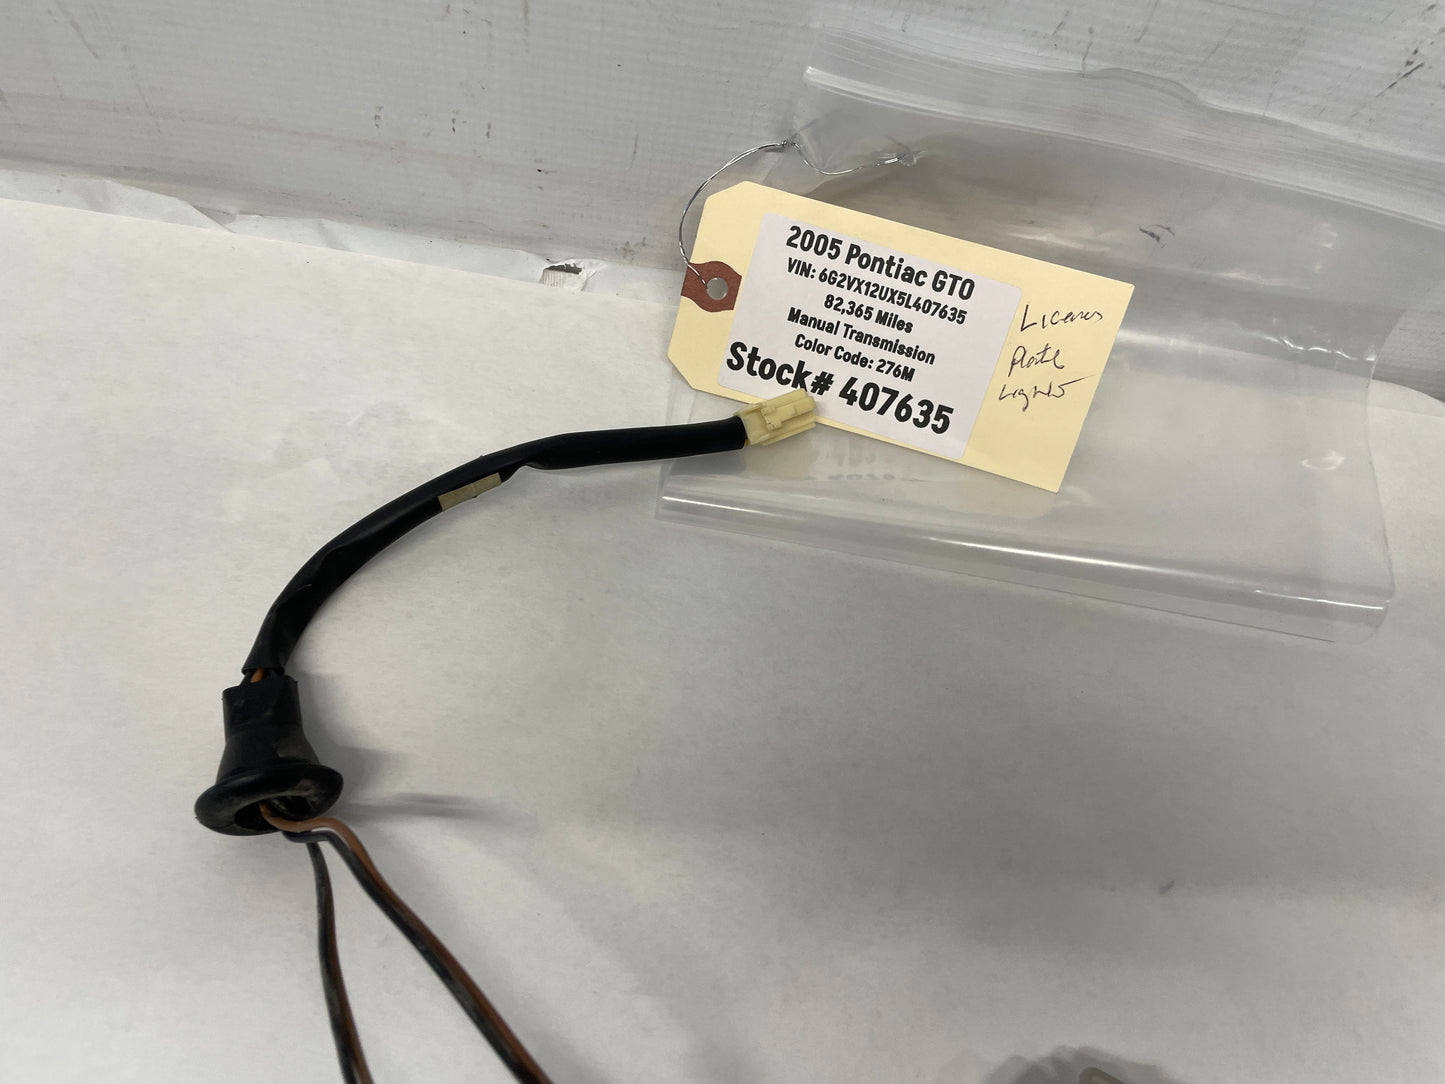 2005 Pontiac GTO
VIN: 6G2VX12UX5L407635
82,365 Miles
Manual Transmission
Color Code: 276M
Stock# 407635
License
Plate
Lights